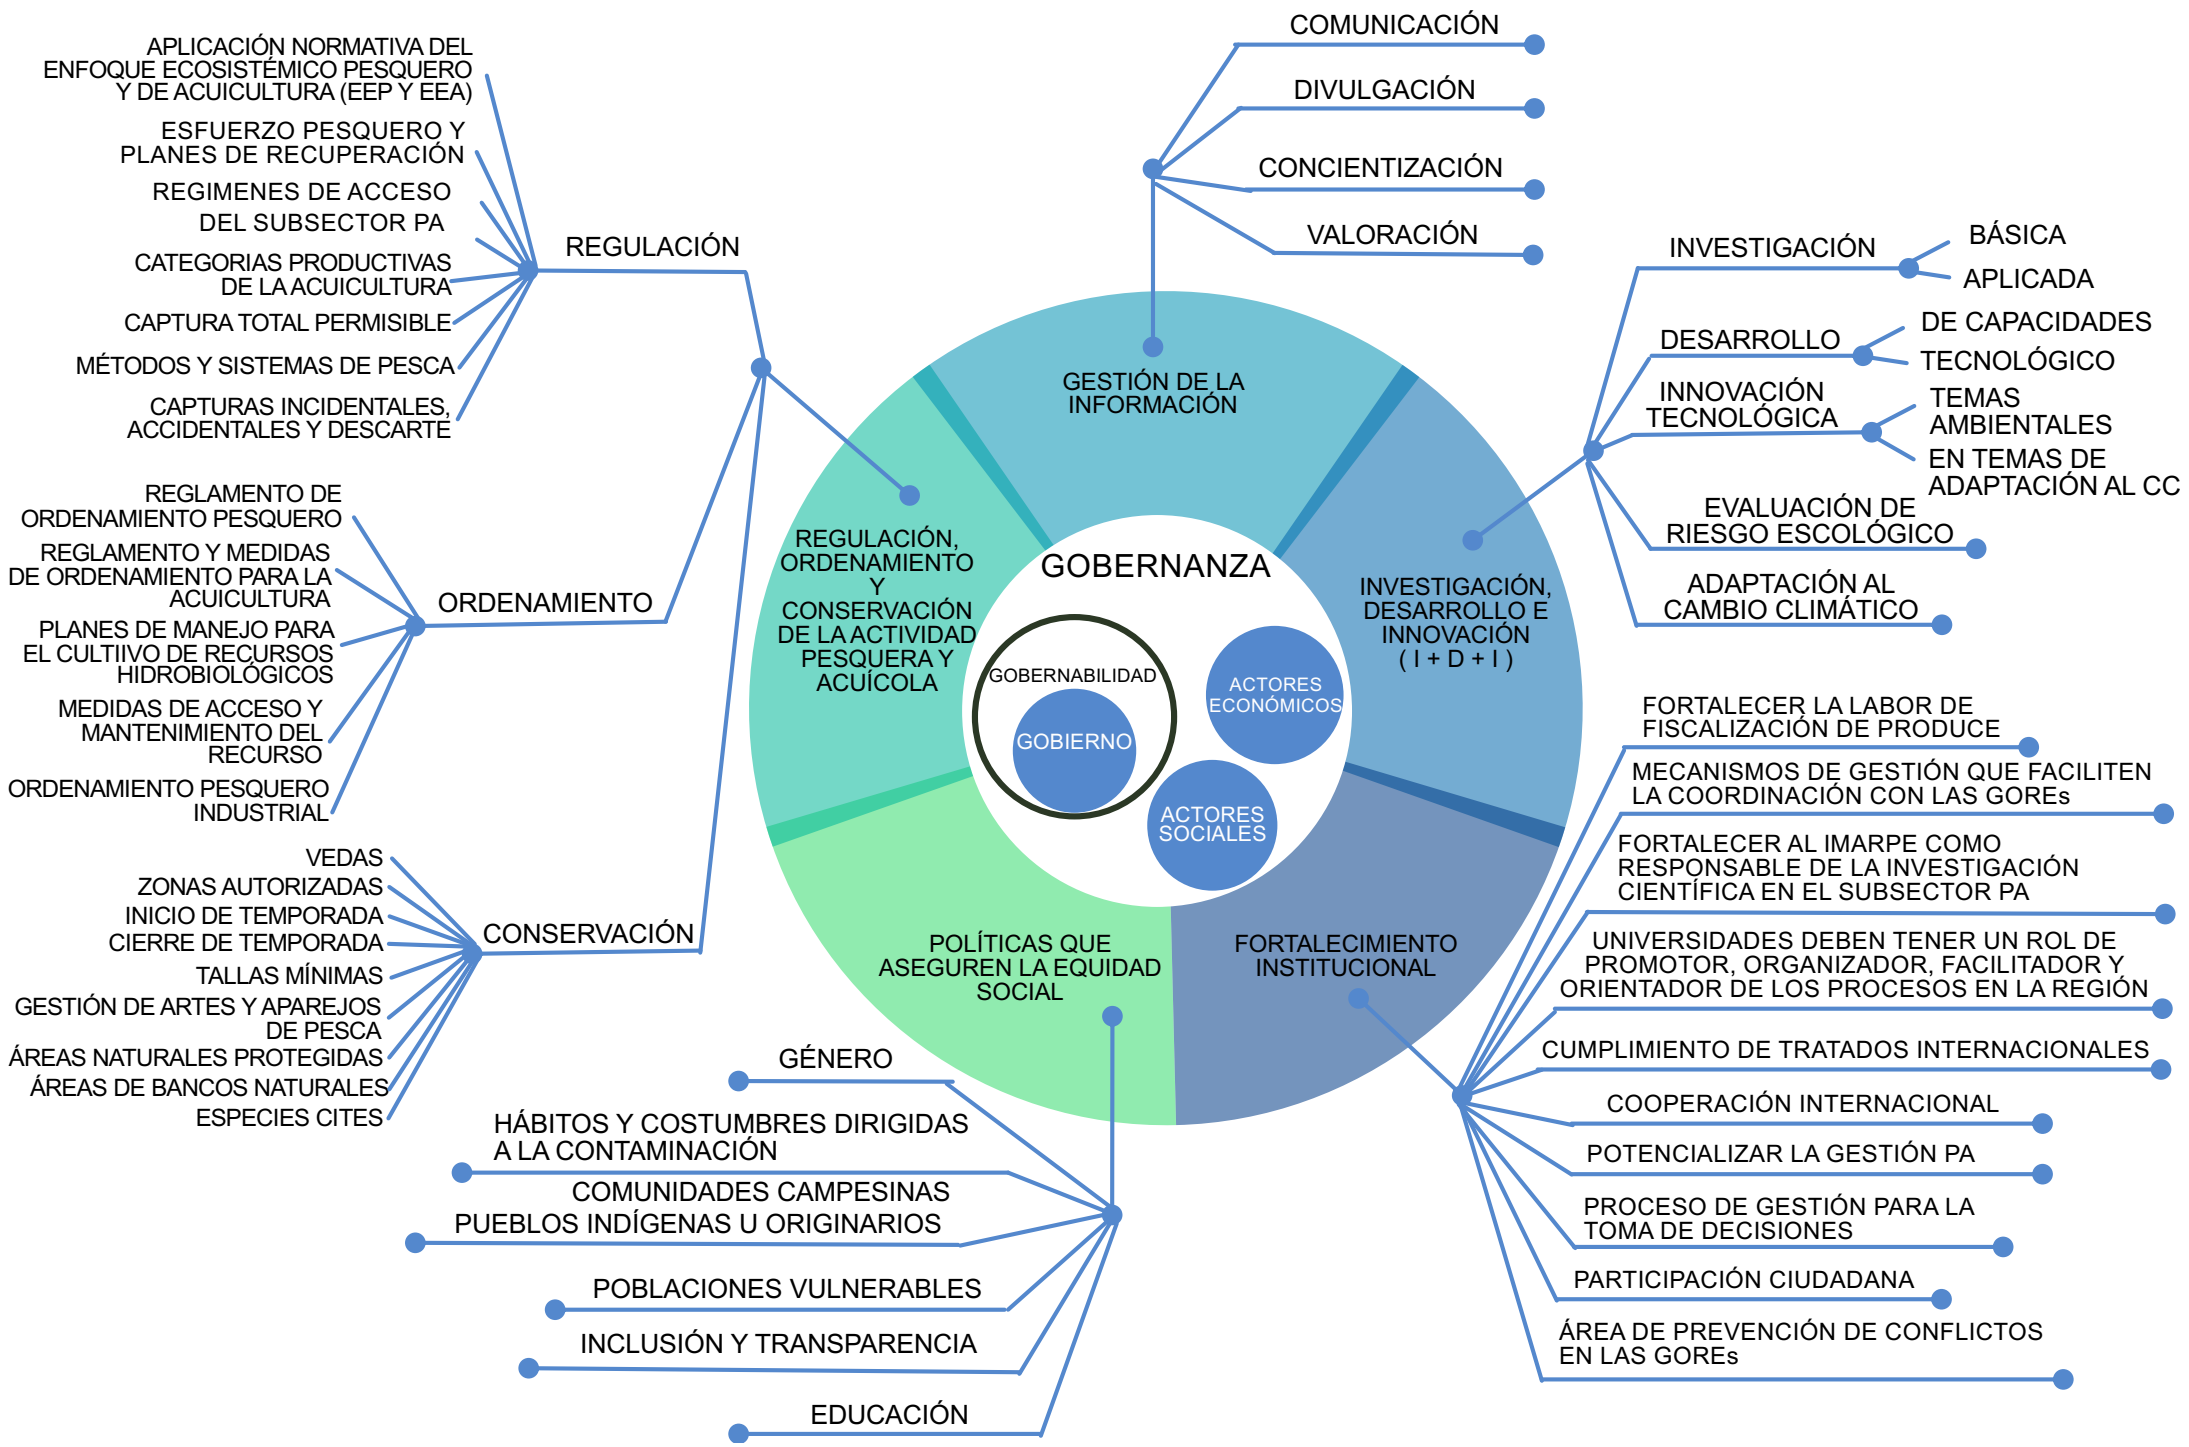 COMUNICACIÓN
DIVULGACIÓN
CONCIENTIZACIÓN
VALORACIÓN
APLICACIÓN NORMATIVA DEL
ENFOQUE ECOSISTÉMICO PESQUERO
Y DE ACUICULTURA (EEP Y EEA)
ESFUERZO PESQUERO Y
PLANES DE RECUPERACIÓN
REGIMENES DE ACCESO
DEL SUBSECTOR PA
CATEGORIAS PRODUCTIVAS
DE LA ACUICULTURA
CAPTURA TOTAL PERMISIBLE
MÉTODOS Y SISTEMAS DE PESCA
CAPTURAS INCIDENTALES,
ACCIDENTALES Y DESCARTE
REGULACIÓN
REGLAMENTO DE
ORDENAMIENTO PESQUERO
REGLAMENTO Y MEDIDAS
DE ORDENAMIENTO PARA LA
ACUICULTURA
PLANES DE MANEJO PARA
EL CULTIIVO DE RECURSOS
HIDROBIOLÓGICOS
MEDIDAS DE ACCESO Y
MANTENIMIENTO DEL
RECURSO
ORDENAMIENTO PESQUERO
INDUSTRIAL
ORDENAMIENTO
VEDAS
ZONAS AUTORIZADAS
INICIO DE TEMPORADA
CIERRE DE TEMPORADA
TALLAS MÍNIMAS
GESTIÓN DE ARTES Y APAREJOS
DE PESCA
ÁREAS NATURALES PROTEGIDAS
ÁREAS DE BANCOS NATURALES
ESPECIES CITES
CONSERVACIÓN
GESTIÓN DE LA
INFORMACIÓN
REGULACIÓN,
ORDENAMIENTO
Y
CONSERVACIÓN
DE LA ACTIVIDAD
PESQUERA Y
ACUÍCOLA
GOBERNANZA
GOBERNABILIDAD
GOBIERNO
ACTORES
ECONÓMICOS
ACTORES
SOCIALES
INVESTIGACIÓN,
DESARROLLO E
INNOVACIÓN
( I + D + I )
POLÍTICAS QUE
ASEGUREN LA EQUIDAD
SOCIAL
FORTALECIMIENTO
INSTITUCIONAL
INVESTIGACIÓN
BÁSICA
APLICADA
DESARROLLO
DE CAPACIDADES
TECNOLÓGICO
INNOVACIÓN
TECNOLÓGICA
TEMAS
AMBIENTALES
EN TEMAS DE
ADAPTACIÓN AL CC
EVALUACIÓN DE
RIESGO ESCOLÓGICO
ADAPTACIÓN AL
CAMBIO CLIMÁTICO
FORTALECER LA LABOR DE
FISCALIZACIÓN DE PRODUCE
MECANISMOS DE GESTIÓN QUE FACILITEN
LA COORDINACIÓN CON LAS GOREs
FORTALECER AL IMARPE COMO
RESPONSABLE DE LA INVESTIGACIÓN
CIENTÍFICA EN EL SUBSECTOR PA
UNIVERSIDADES DEBEN TENER UN ROL DE
PROMOTOR, ORGANIZADOR, FACILITADOR Y
ORIENTADOR DE LOS PROCESOS EN LA REGIÓN
CUMPLIMIENTO DE TRATADOS INTERNACIONALES
COOPERACIÓN INTERNACIONAL
POTENCIALIZAR LA GESTIÓN PA
PROCESO DE GESTIÓN PARA LA
TOMA DE DECISIONES
PARTICIPACIÓN CIUDADANA
ÁREA DE PREVENCIÓN DE CONFLICTOS
EN LAS GOREs
GÉNERO
HÁBITOS Y COSTUMBRES DIRIGIDAS
A LA CONTAMINACIÓN
COMUNIDADES CAMPESINAS
PUEBLOS INDÍGENAS U ORIGINARIOS
POBLACIONES VULNERABLES
INCLUSIÓN Y TRANSPARENCIA
EDUCACIÓN